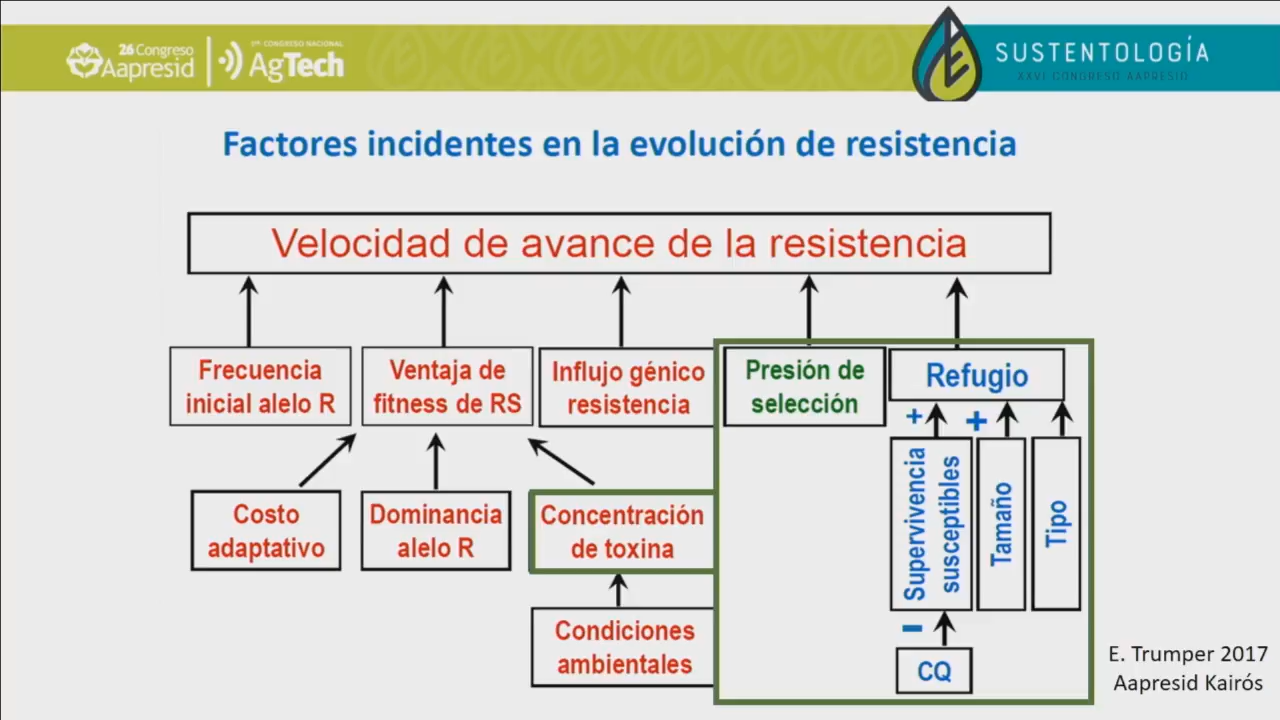 26 Congreso
Aapresid
1ER. CONGRESO NACIONAL
AgTech
SUSTENTOLOGÍA
XXVI CONGRESO AAPRESID
Factores incidentes en la evolución de resistencia
Velocidad de avance de la resistencia
Frecuencia
inicial alelo R
Ventaja de
fitness de RS
Influjo génico
resistencia
Presión de
selección
Refugio
+
+
Costo
adaptativo
Dominancia
alelo R
Concentración
de toxina
Supervivencia
susceptibles
Tamaño
Tipo
Condiciones
ambientales
-
CQ
E. Trumper 2017
Aapresid Kairós